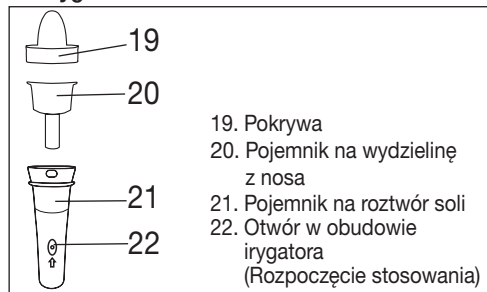 19
20
21
22
19. Pokrywa
20. Pojemnik na wydzielinę
z nosa
21. Pojemnik na roztwór soli
22. Otwór w obudowie
irygatora
(Rozpoczęcie stosowania)